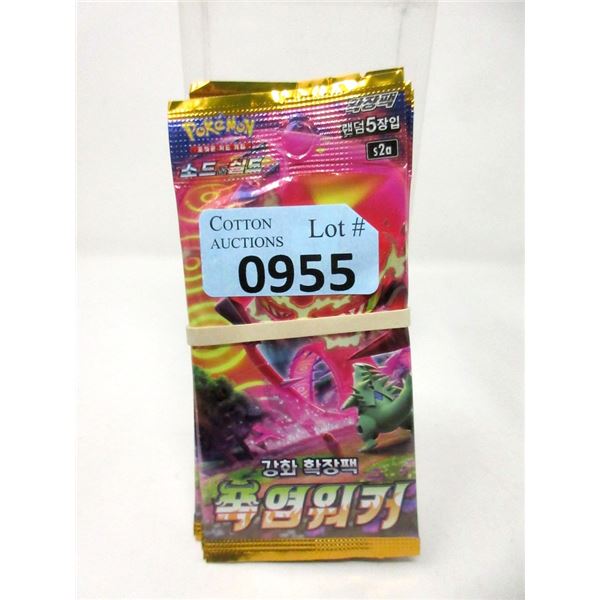 확장팩
POKéMON
랜덤5장입
s2a
소드&실드
COTTON AUCTIONS
Lot #
0955
강화 확장팩
폭염워커